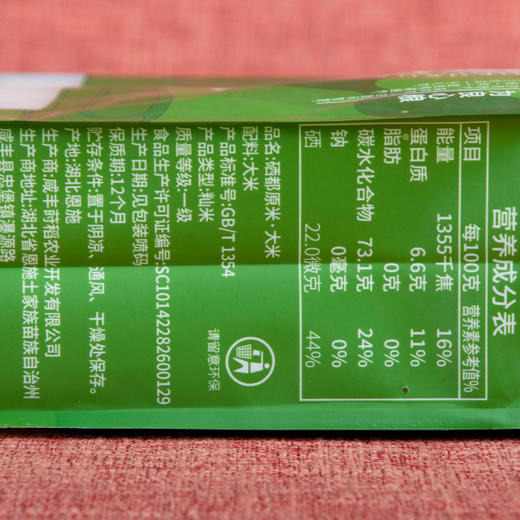 营养成分表
项目 每100克 营养素参考值%
能量 1355千焦 16%
蛋白质 6.6克 11%
脂肪 0克 0%
碳水化合物 73.1克 24%
钠 0毫克 0%
硒 22.0微克 44%
品名:硒都原米·大米
配料:大米
产品标准号:GB/T 1354
产品类型:籼米
质量等级:一级
食品生产许可证编号:SC10142282600129
生产日期:见包装喷码
保质期:12个月
贮存条件:置于阴凉、通风、干燥处保存。
产地:湖北恩施
生产商:咸丰莳稻农业开发有限公司
生产商地址:湖北省恩施土家族苗族自治州
咸丰县忠堡镇
请留意环保